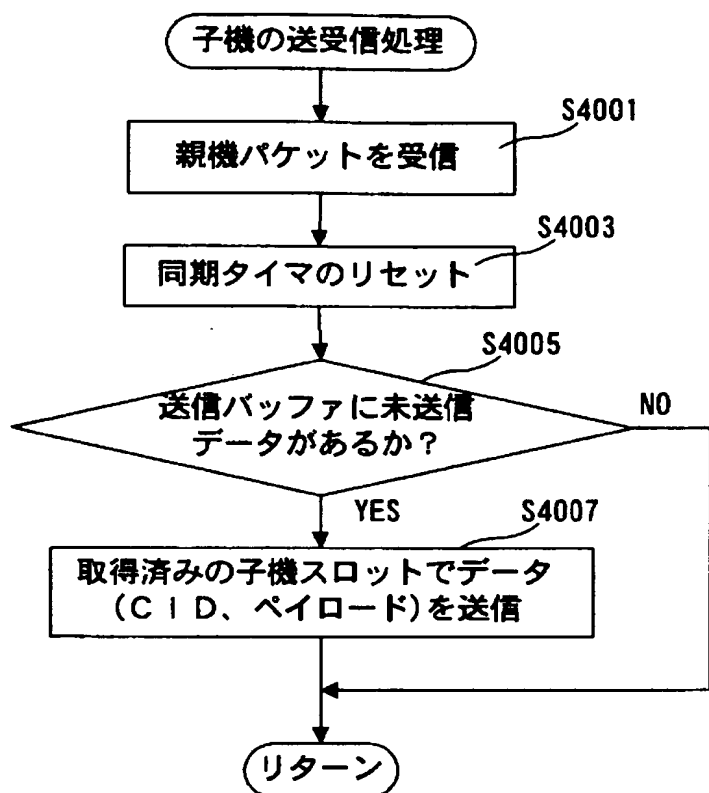 子機の送受信処理
S4001
親機パケットを受信
S4003
同期タイマのリセット
S4005
送信バッファに未送信
データがあるか?
NO
YES
S4007
取得済みの子機スロットでデータ
(CID、ペイロード)を送信
リターン